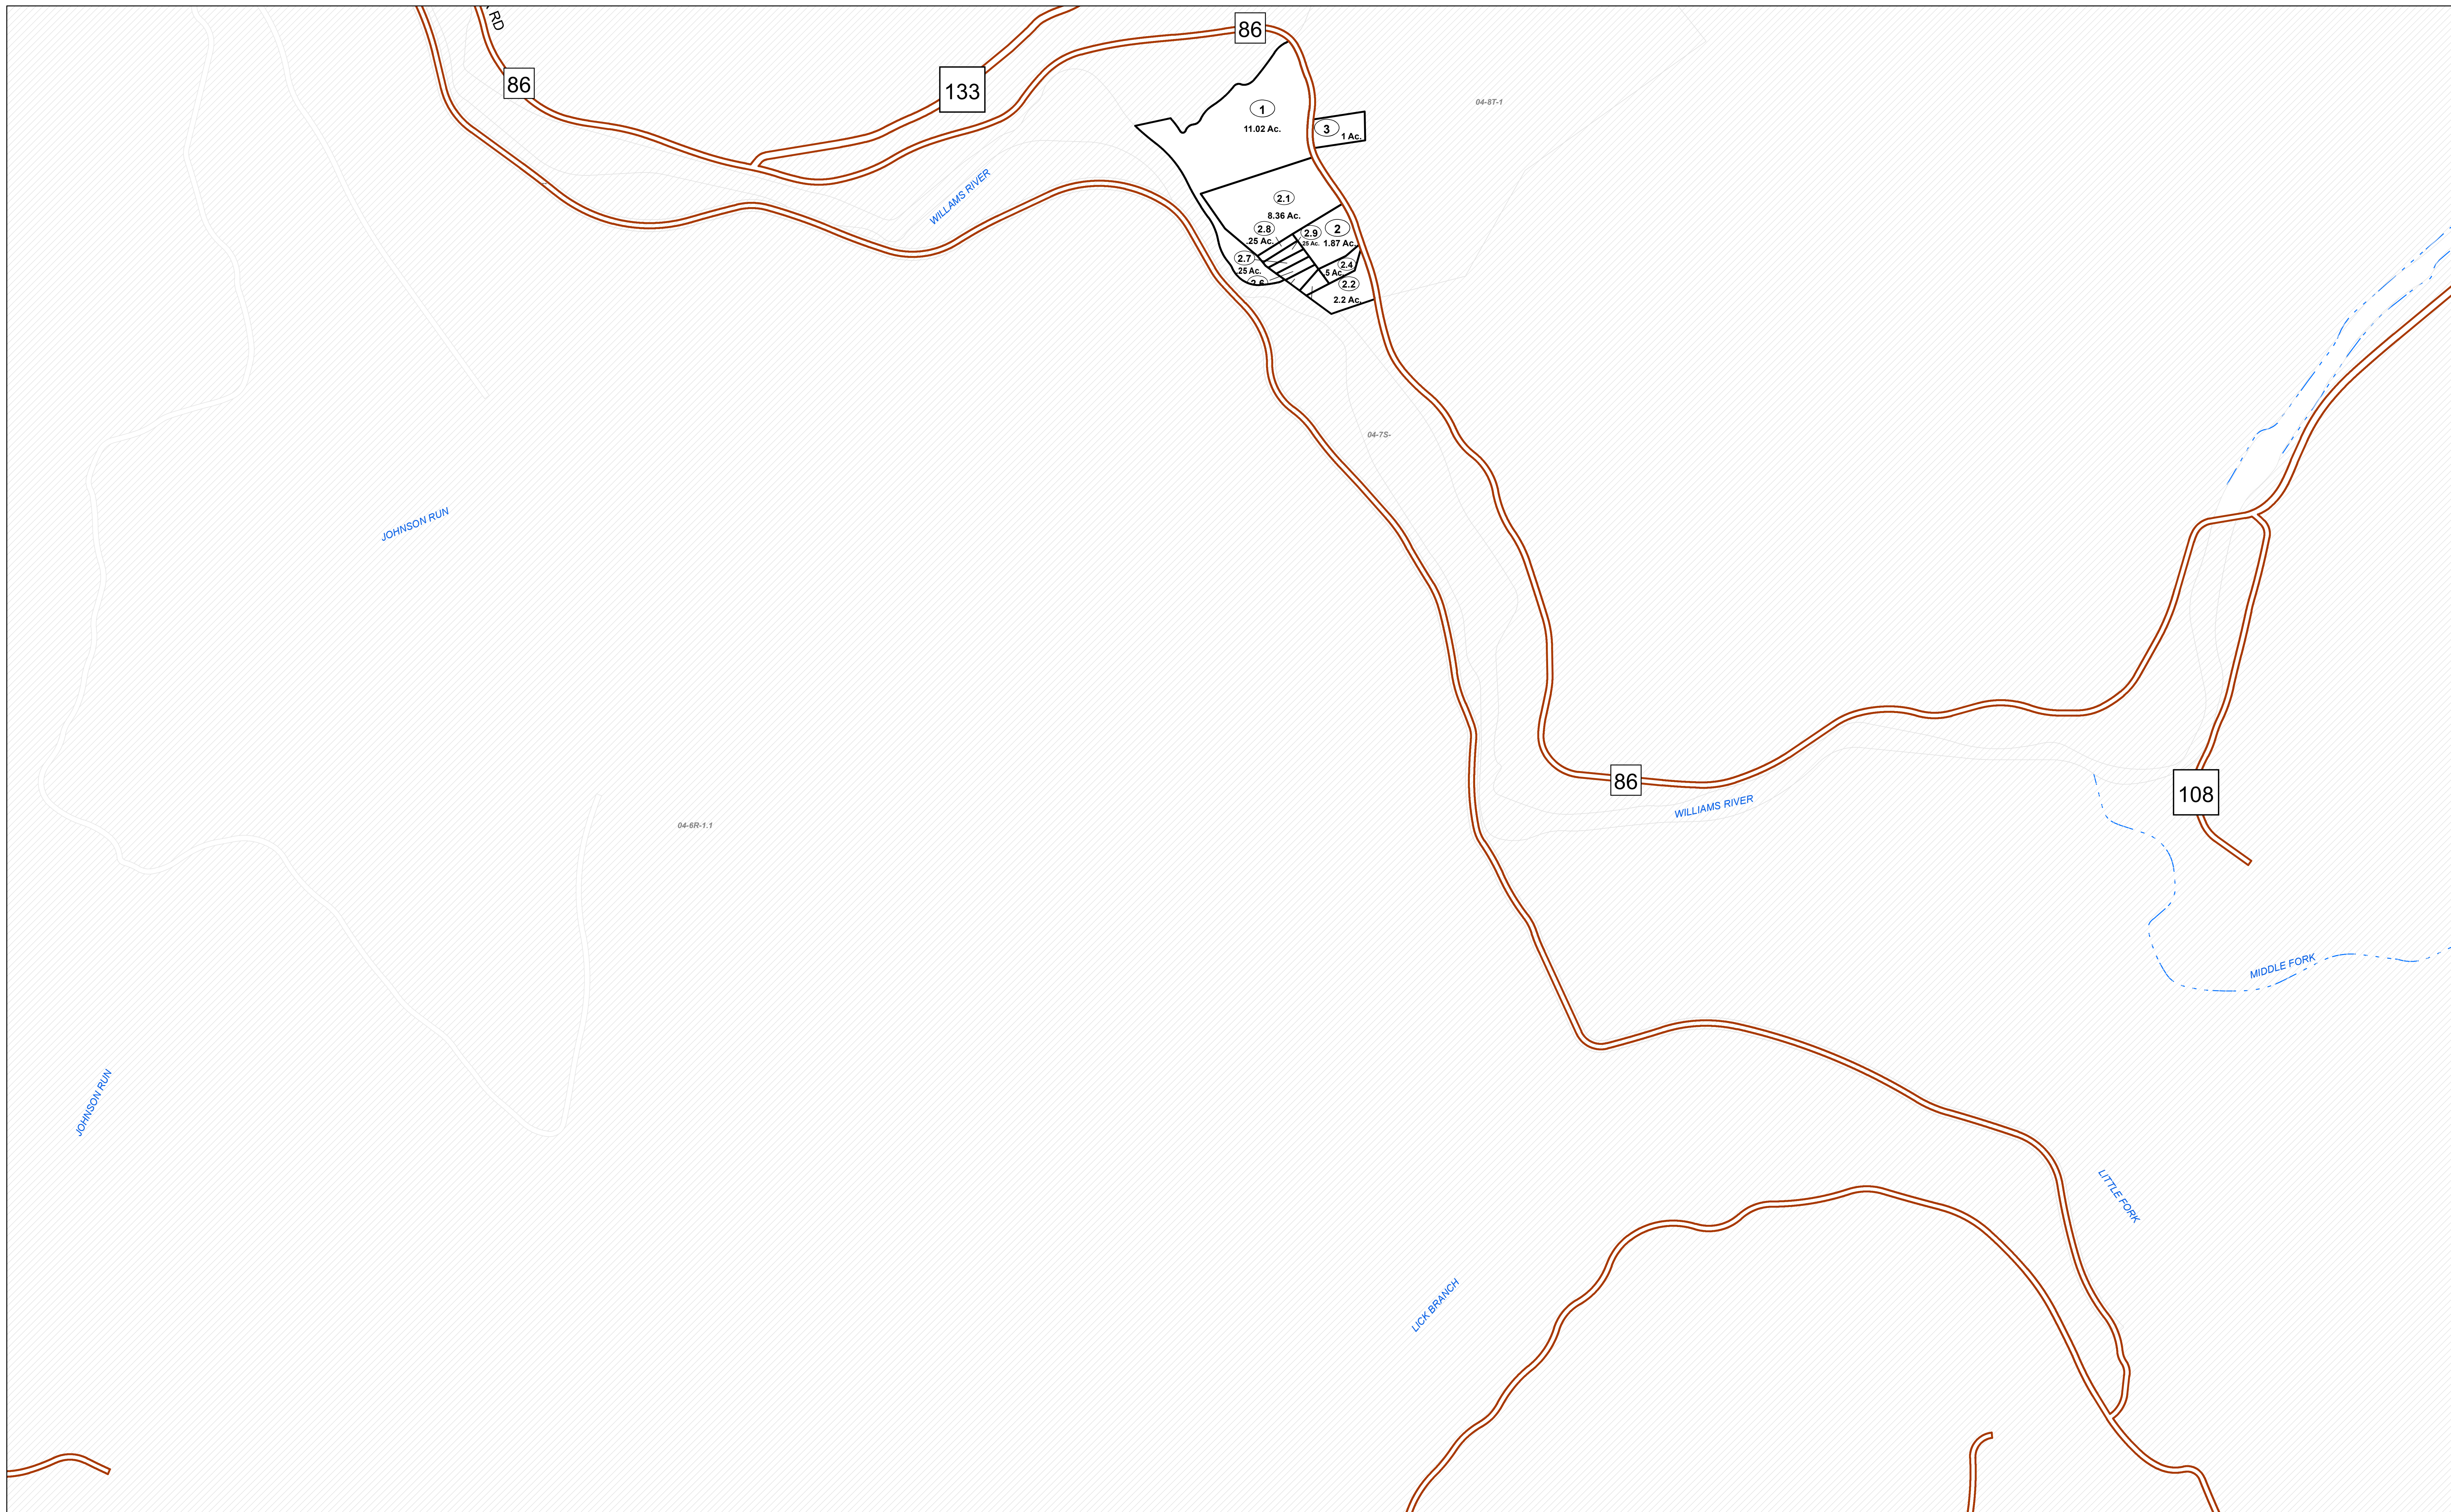 RD
86
86
133
04-8T-1
1
11.02 Ac.
3
1 Ac.
WILLAMS RIVER
2.1
8.36 Ac.
2.8
.25 Ac.
2.9
.25 Ac.
2
1.87 Ac.
2.7
.25 Ac.
2.4
.5 Ac.
2.6
2.2
2.2 Ac.
04-7S-
JOHNSON RUN
86
WILLIAMS RIVER
108
04-6R-1.1
MIDDLE FORK
JOHNSON RUN
LITTLE FORK
LICK BRANCH